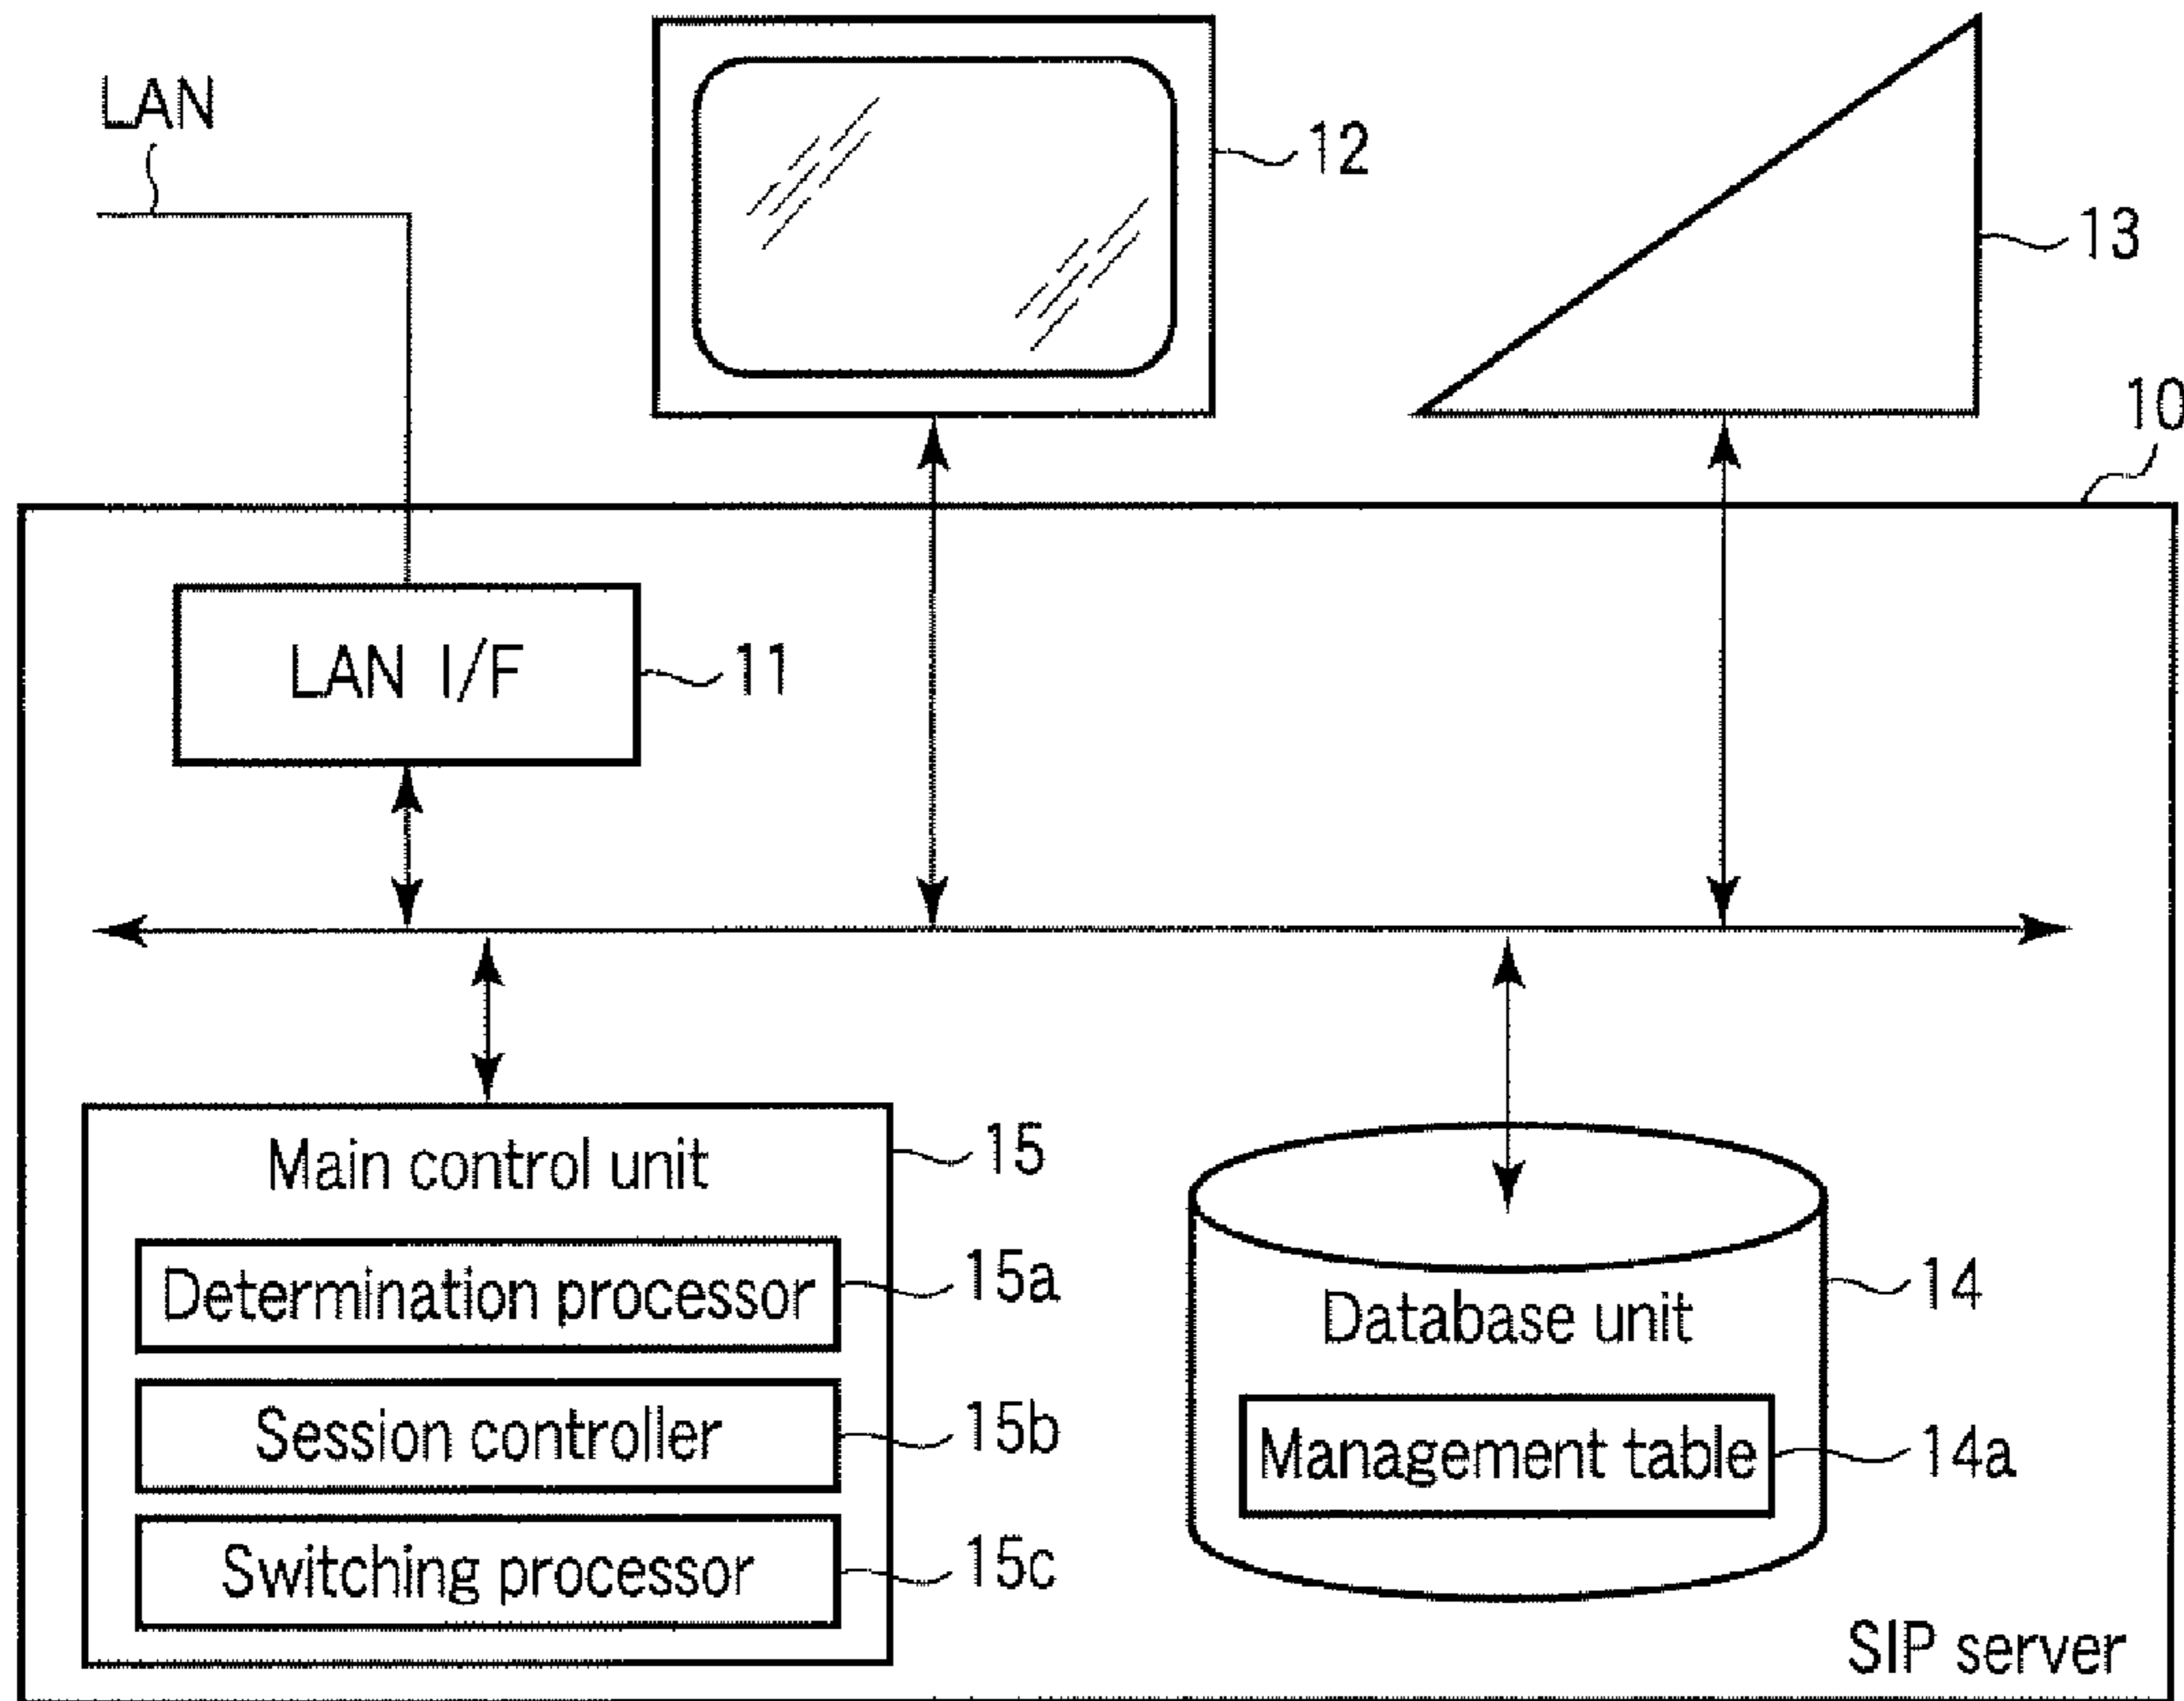 LAN
12
13
10
LAN I/F
11
Main control unit
15
Determination processor
15a
Session controller
15b
Switching processor
15c
Database unit
14
Management table
14a
SIP server